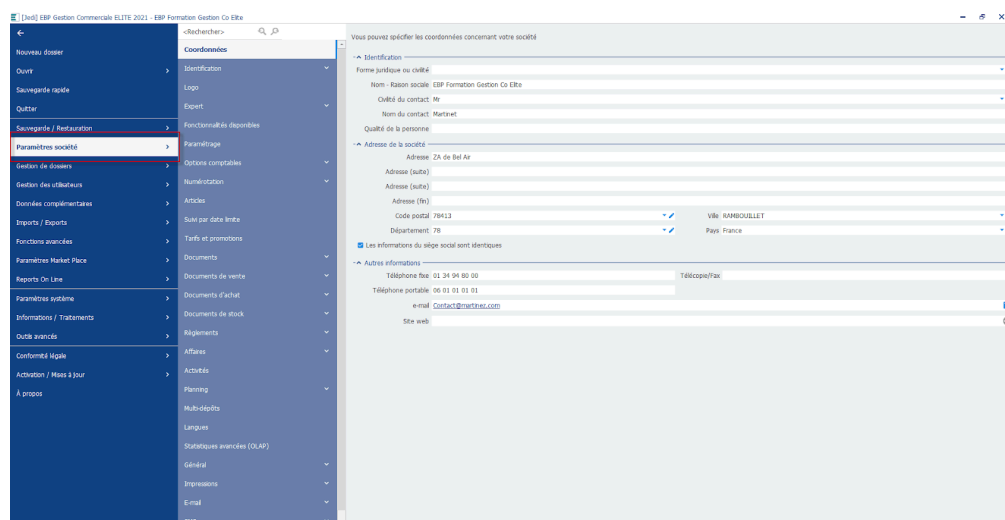 [Jedi] EBP Gestion Commerciale ELITE 2021 - EBP Formation Gestion Co Elite
Nouveau dossier
Ouvrir
Sauvegarde rapide
Quitter
Sauvegarde / Restauration
Paramètres société
Gestion de dossiers
Gestion des utilisateurs
Données complémentaires
Imports / Exports
Fonctions avancées
Paramètres Market Place
Reports On Line
Paramètres système
Informations / Traitements
Outils avancés
Conformité légale
Activation / Mises à jour
À propos
<Rechercher>
Coordonnées
Identification
Logo
Expert
Fonctionnalités disponibles
Paramétrage
Options comptables
Numérotation
Articles
Suivi par date limite
Tarifs et promotions
Documents
Documents de vente
Documents d'achat
Documents de stock
Règlements
Affaires
Activités
Planning
Multi-dépôts
Langues
Statistiques avancées (OLAP)
Général
Impressions
E-mail
Vous pouvez spécifier les coordonnées concernant votre société
Identification
Forme juridique ou civilité
Nom - Raison sociale EBP Formation Gestion Co Elite
Civilité du contact Mr
Nom du contact Martinet
Qualité de la personne
Adresse de la société
Adresse ZA de Bel Air
Adresse (suite)
Adresse (suite)
Adresse (fin)
Code postal 78413 Ville RAMBOUILLET
Département 78 Pays France
Les informations du siège social sont identiques
Autres informations
Téléphone fixe 01 34 94 80 00 Télécopie/Fax
Téléphone portable 06 01 01 01 01
e-mail Contact@martinez.com
Site web